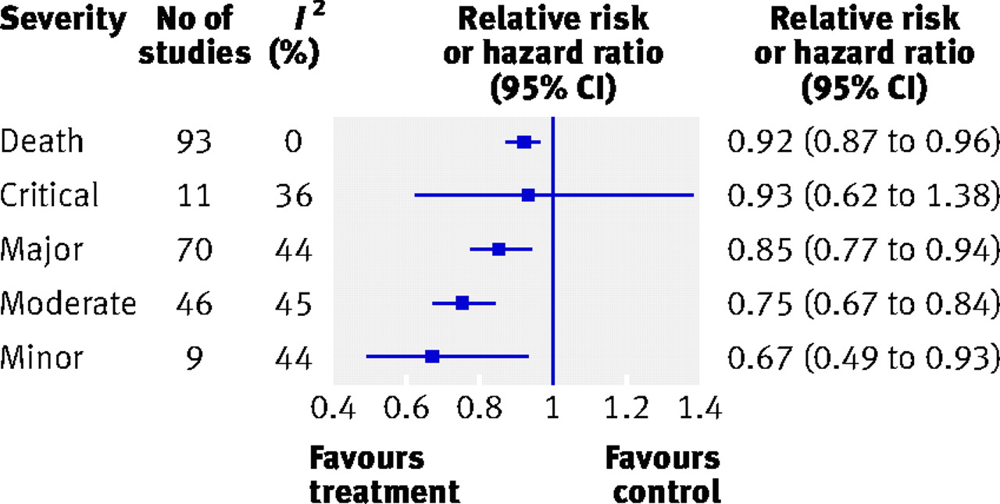 Severity No of studies I² (%) Relative risk or hazard ratio (95% CI) Relative risk or hazard ratio (95% CI)
Death 93 0 0.92 (0.87 to 0.96)
Critical 11 36 0.93 (0.62 to 1.38)
Major 70 44 0.85 (0.77 to 0.94)
Moderate 46 45 0.75 (0.67 to 0.84)
Minor 9 44 0.67 (0.49 to 0.93)
0.4 0.6 0.8 1 1.2 1.4
Favours treatment Favours control